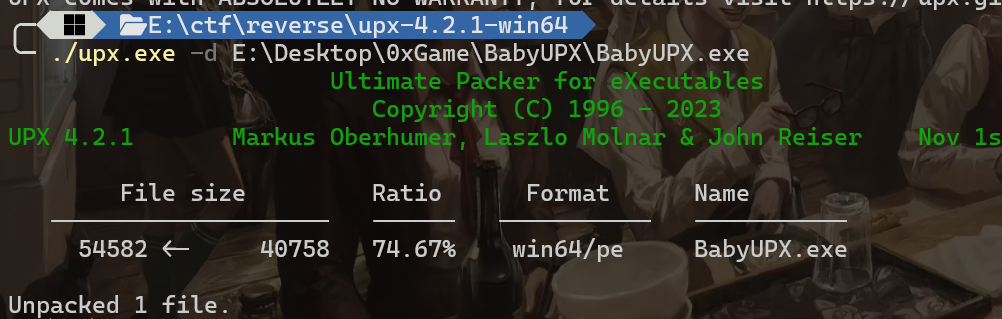 UPX comes with ABSOLUTELY NO WARRANTY; for details visit https://upx.gi
E:\ctf\reverse\upx-4.2.1-win64
./upx.exe -d E:\Desktop\0xGame\BabyUPX\BabyUPX.exe
Ultimate Packer for eXecutables
Copyright (C) 1996 - 2023
UPX 4.2.1 Markus Oberhumer, Laszlo Molnar & John Reiser Nov 1s
File size Ratio Format Name
54582 <- 40758 74.67% win64/pe BabyUPX.exe
Unpacked 1 file.